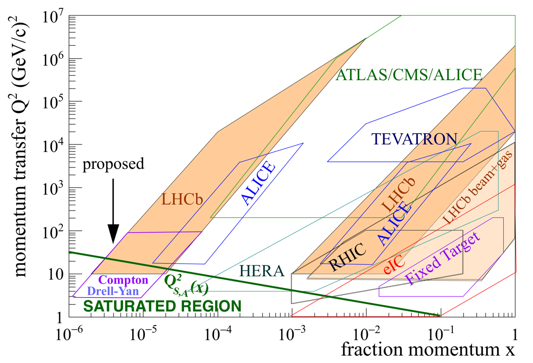 momentum transfer Q² (GeV/c)²
10⁷
10⁶
10⁵
10⁴
10³
10²
10
1
ATLAS/CMS/ALICE
TEVATRON
proposed
LHCb
ALICE
LHCb
ALICE
LHCb beam+gas
RHIC
eIC
Fixed Target
HERA
Compton
Drell-Yan
Q²S,A(x)
SATURATED REGION
10⁻⁶
10⁻⁵
10⁻⁴
10⁻³
10⁻²
10⁻¹
1
fraction momentum x